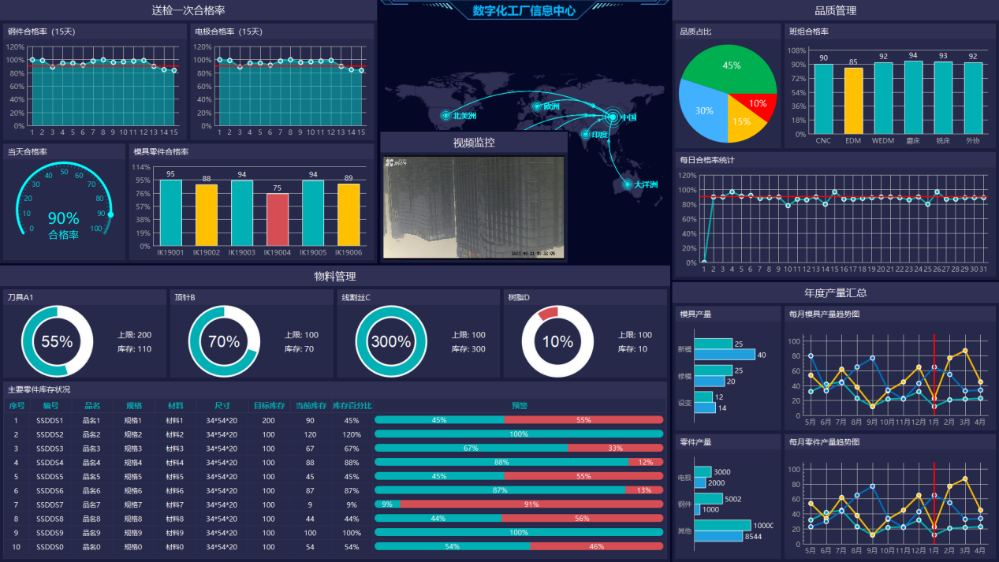 送检一次合格率
钢件合格率（15天）
120%
100%
80%
60%
40%
20%
0%
1 2 3 4 5 6 7 8 9 10 11 12 13 14 15
电极合格率（15天）
120%
100%
80%
60%
40%
20%
0%
1 2 3 4 5 6 7 8 9 10 11 12 13 14 15
当天合格率
0 10 20 30 40 50 60 70 80 90 100
90%
合格率
模具零件合格率
114%
95%
76%
57%
38%
19%
0%
95 88 94 75 94 89
IK19001 IK19002 IK19003 IK19004 IK19005 IK19006
数字化工厂信息中心
北美洲
欧洲
中国
印度
大洋洲
视频监控
品质管理
品质占比
45%
30%
15%
10%
班组合格率
108%
90%
72%
54%
36%
18%
0%
90 85 92 94 93 92
CNC EDM WEDM 磨床 铣床 外协
每日合格率统计
120%
100%
80%
60%
40%
20%
0%
1 2 3 4 5 6 7 8 9 10 11 12 13 14 15 16 17 18 19 20 21 22 23 24 25 26 27 28 29 30 31
物料管理
刀具A1
55%
上限: 200
库存: 110
顶针B
70%
上限: 100
库存: 70
线割丝C
300%
上限: 100
库存: 300
树脂D
10%
上限: 100
库存: 10
主要零件库存状况
序号 编号 品名 规格 材料 尺寸 目标库存 当前库存 库存百分比 预警
1 SSDDS1 品名1 规格1 材料1 34*54*20 200 90 45% 45% 55%
2 SSDDS2 品名2 规格2 材料2 34*54*20 100 120 120% 100%
3 SSDDS3 品名3 规格3 材料3 34*54*20 100 67 67% 67% 33%
4 SSDDS4 品名4 规格4 材料4 34*54*20 100 88 88% 88% 12%
5 SSDDS5 品名5 规格5 材料5 34*54*20 100 45 45% 45% 55%
6 SSDDS6 品名6 规格6 材料6 34*54*20 100 87 87% 87% 13%
7 SSDDS7 品名7 规格7 材料7 34*54*20 100 9 9% 9% 91%
8 SSDDS8 品名8 规格8 材料8 34*54*20 100 44 44% 44% 56%
9 SSDDS9 品名9 规格9 材料9 34*54*20 100 100 100% 100%
10 SSDDS0 品名0 规格0 材料0 34*54*20 100 54 54% 54% 46%
年度产量汇总
模具产量
新模 25 40
修模 25 20
设变 12 14
每月模具产量趋势图
100
80
60
40
20
0
5月 6月 7月 8月 9月 10月 11月 12月 1月 2月 3月 4月
零件产量
电极 3000 2000
钢件 5002 1000
其他 1000 8544
每月零件产量趋势图
100
80
60
40
20
0
5月 6月 7月 8月 9月 10月 11月 12月 1月 2月 3月 4月